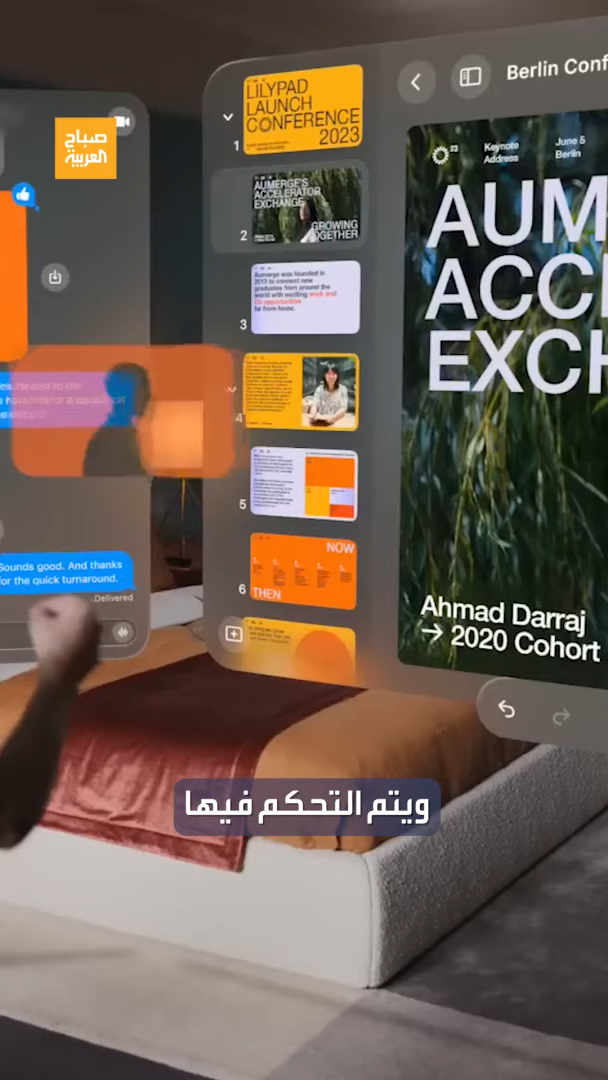 صباح
العربية
Sounds good. And thanks
for the quick turnaround.
Delivered
LILYPAD
LAUNCH
CONFERENCE
2023
1
AUMERGE'S
ACCELERATOR
EXCHANGE
GROWING
TOGETHER
2
Aumerge was founded in
2013 to connect new
graduates from around the
world with exciting work and
life opportunities
far from home.
3
4
5
NOW
THEN
6
Berlin Conf
23
Keynote
Address
June 5
Berlin
AUM
ACC
EXCH
Ahmad Darraj
→ 2020 Cohort
ويتم التحكم فيها